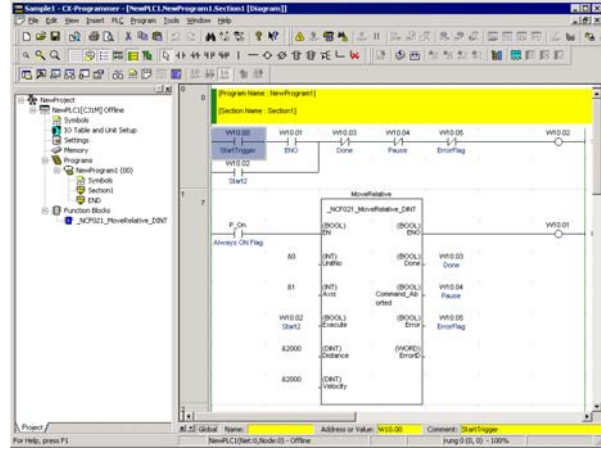 Sample1 - CX-Programmer - [NewPLC1.NewProgram1.Section1 [Diagram]]
File Edit View Insert PLC Program Tools Window Help
NewProject
NewPLC1[CJ1M] Offline
Symbols
IO Table and Unit Setup
Settings
Memory
Programs
NewProgram1 (00)
Symbols
Section1
END
Function Blocks
_NCF021_MoveRelative_DINT
Project
0
0
[Program Name : NewProgram1]
[Section Name : Section1]
W10.00 W10.01 W10.03 W10.04 W10.05 W10.02
StartTrigger ENO Done Pause ErrorFlag
W10.02
Start2
1
7
MoveRelative
_NCF021_MoveRelative_DINT
P_On (BOOL) (BOOL) W10.01
EN ENO
Always ON Flag
&0 (INT) (BOOL) W10.03
UnitNo Done Done
&1 (INT) (BOOL) W10.04
Axis Command_Ab Pause
orted
W10.02 (BOOL) (BOOL) W10.05
Start2 Execute Error ErrorFlag
&2000 (DINT) (WORD)
Distance ErrorID
&2000 (DINT)
Velocity
Global Name: Address or Value: W10.00 Comment: StartTrigger
For Help, press F1 NewPLC1(Net:0,Node:0) - Offline rung 0 (0, 0) - 100%